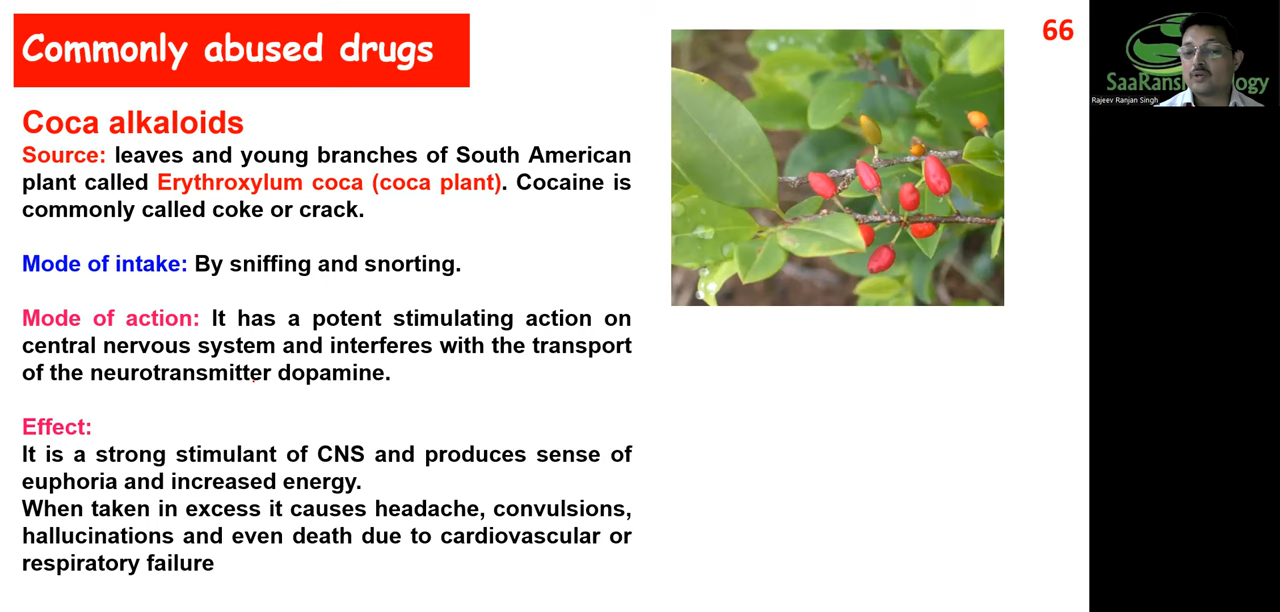 Commonly abused drugs
66
Coca alkaloids
Source: leaves and young branches of South American
plant called Erythroxylum coca (coca plant). Cocaine is
commonly called coke or crack.
Mode of intake: By sniffing and snorting.
Mode of action: It has a potent stimulating action on
central nervous system and interferes with the transport
of the neurotransmitter dopamine.
Effect:
It is a strong stimulant of CNS and produces sense of
euphoria and increased energy.
When taken in excess it causes headache, convulsions,
hallucinations and even death due to cardiovascular or
respiratory failure
Rajeev Ranjan Singh